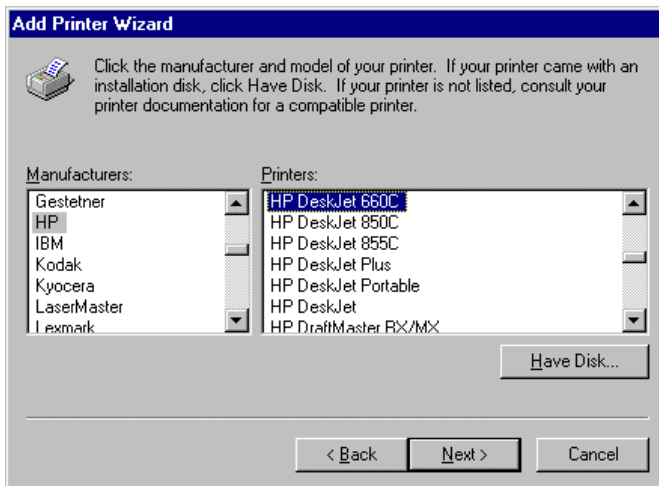 Add Printer Wizard
Click the manufacturer and model of your printer. If your printer came with an
installation disk, click Have Disk. If your printer is not listed, consult your
printer documentation for a compatible printer.
Manufacturers:
Gestetner
HP
IBM
Kodak
Kyocera
LaserMaster
Lexmark
Printers:
HP DeskJet 660C
HP DeskJet 850C
HP DeskJet 855C
HP DeskJet Plus
HP DeskJet Portable
HP DeskJet
HP DraftMaster RX/MX
Have Disk...
< Back
Next >
Cancel